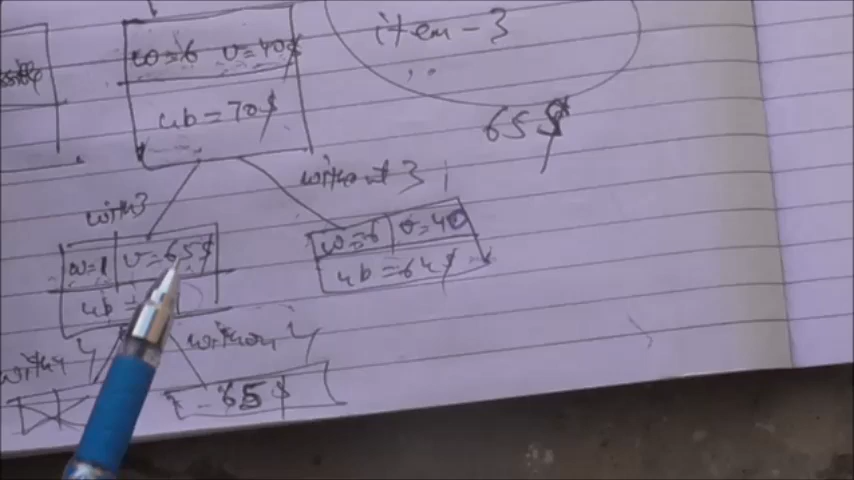 item-3
w=6 v=40$
ub=70$
65$
without 3
with3
w=6 v=40
w=1 v=65$
ub=64$
ub=
with 4 without 4
65$